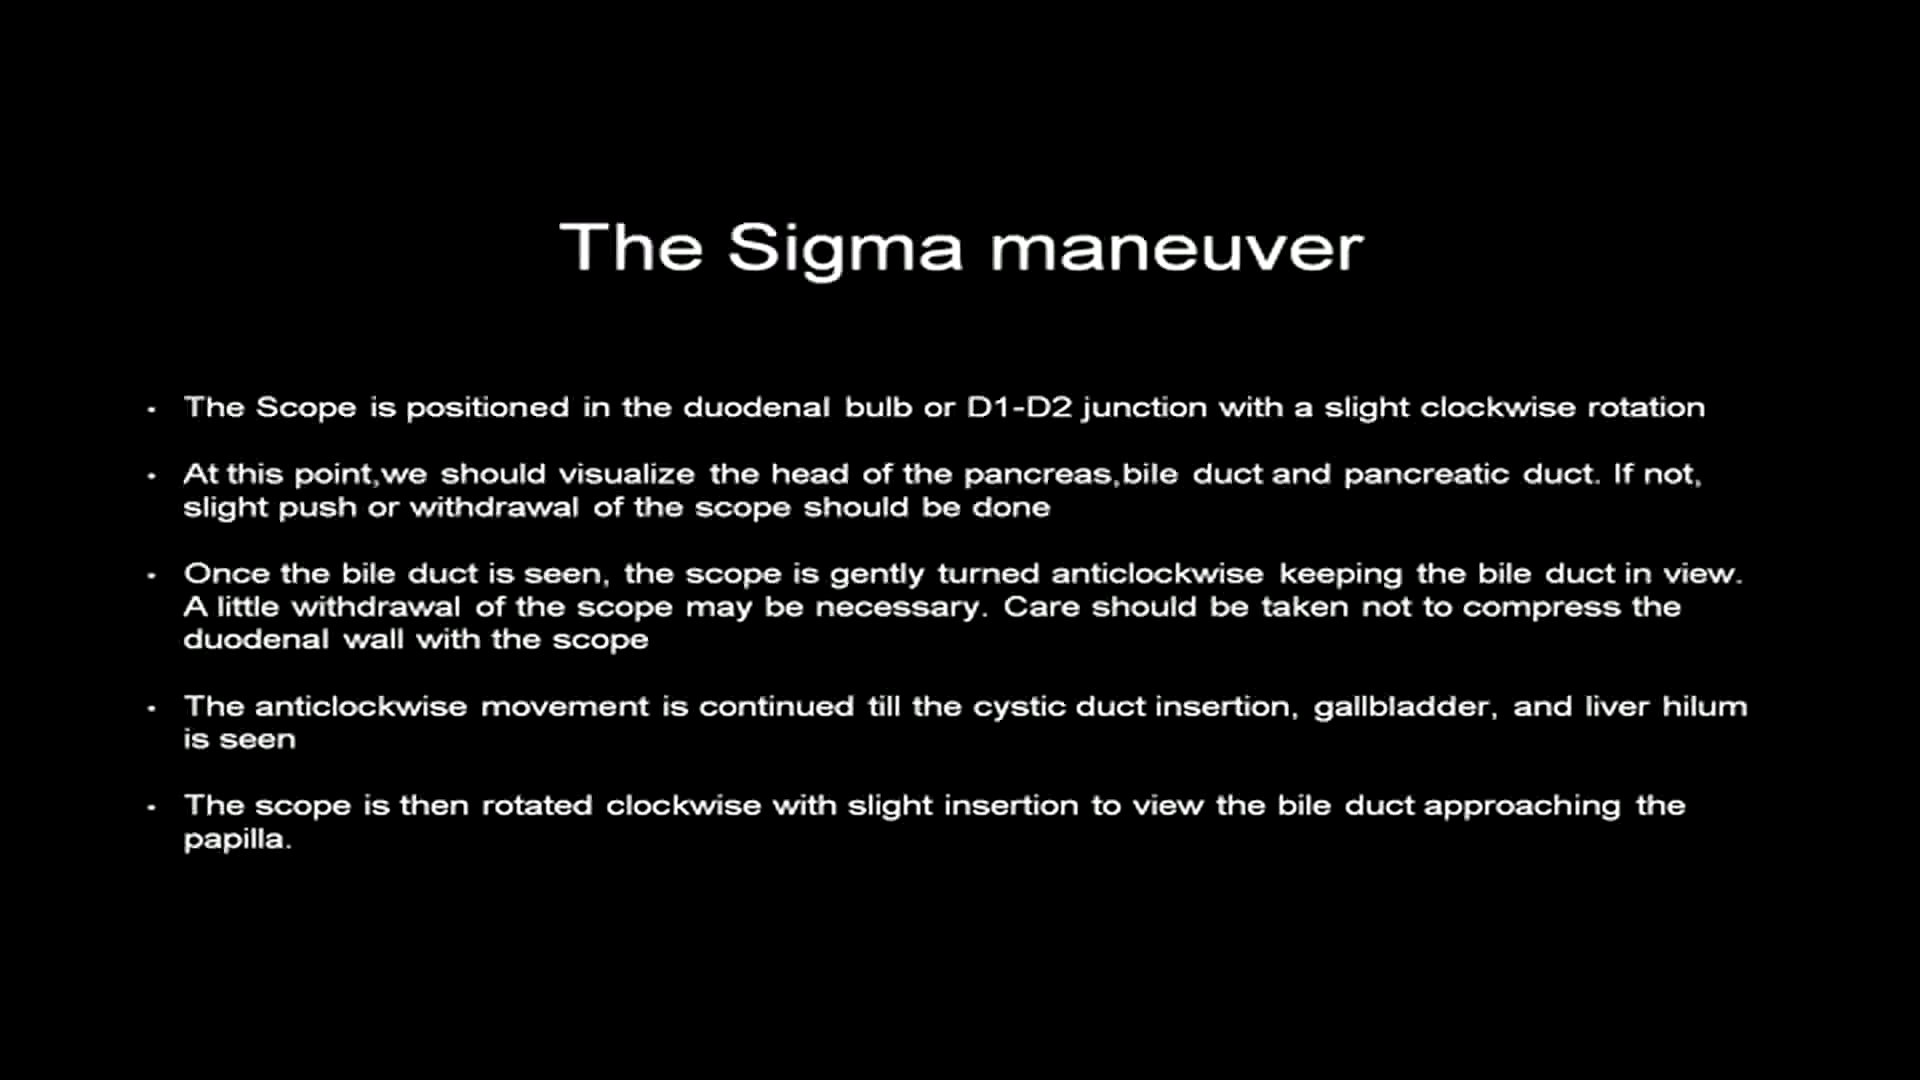 The Sigma maneuver
• The Scope is positioned in the duodenal bulb or D1-D2 junction with a slight clockwise rotation
• At this point,we should visualize the head of the pancreas,bile duct and pancreatic duct. If not,
slight push or withdrawal of the scope should be done
• Once the bile duct is seen, the scope is gently turned anticlockwise keeping the bile duct in view.
A little withdrawal of the scope may be necessary. Care should be taken not to compress the
duodenal wall with the scope
• The anticlockwise movement is continued till the cystic duct insertion, gallbladder, and liver hilum
is seen
• The scope is then rotated clockwise with slight insertion to view the bile duct approaching the
papilla.